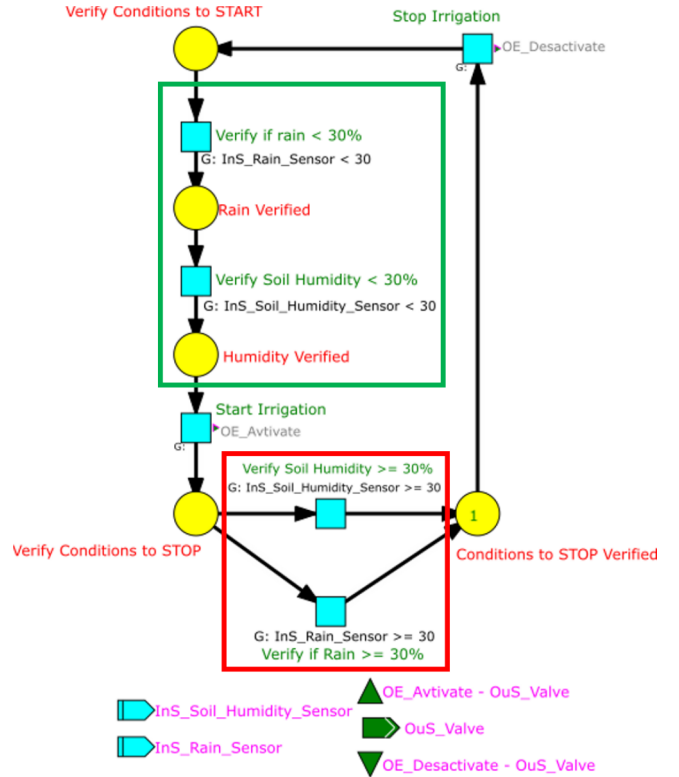 Verify Conditions to START
Stop Irrigation
OE_Desactivate
G:
Verify if rain < 30%
G: InS_Rain_Sensor < 30
Rain Verified
Verify Soil Humidity < 30%
G: InS_Soil_Humidity_Sensor < 30
Humidity Verified
Start Irrigation
OE_Avtivate
G:
Verify Soil Humidity >= 30%
G: InS_Soil_Humidity_Sensor >= 30
1
Verify Conditions to STOP
Conditions to STOP Verified
G: InS_Rain_Sensor >= 30
Verify if Rain >= 30%
InS_Soil_Humidity_Sensor
InS_Rain_Sensor
OE_Avtivate - OuS_Valve
OuS_Valve
OE_Desactivate - OuS_Valve